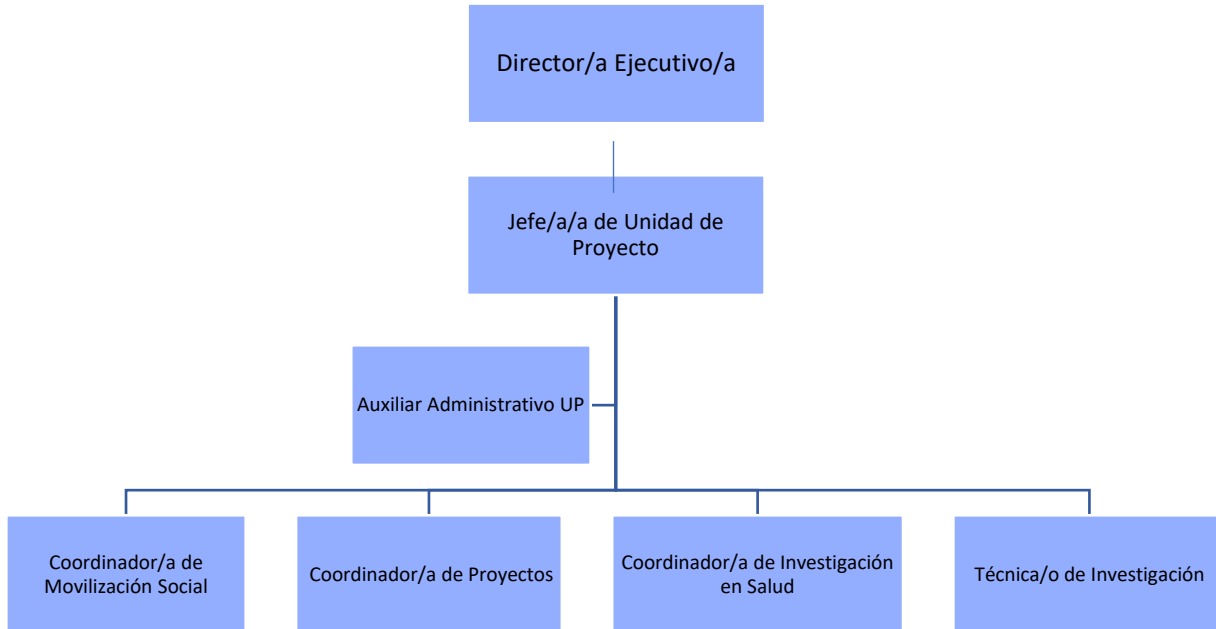 Director/a Ejecutivo/a
Jefe/a/a de Unidad de
Proyecto
Auxiliar Administrativo UP
Coordinador/a de
Movilización Social
Coordinador/a de Proyectos
Coordinador/a de Investigación
en Salud
Técnica/o de Investigación